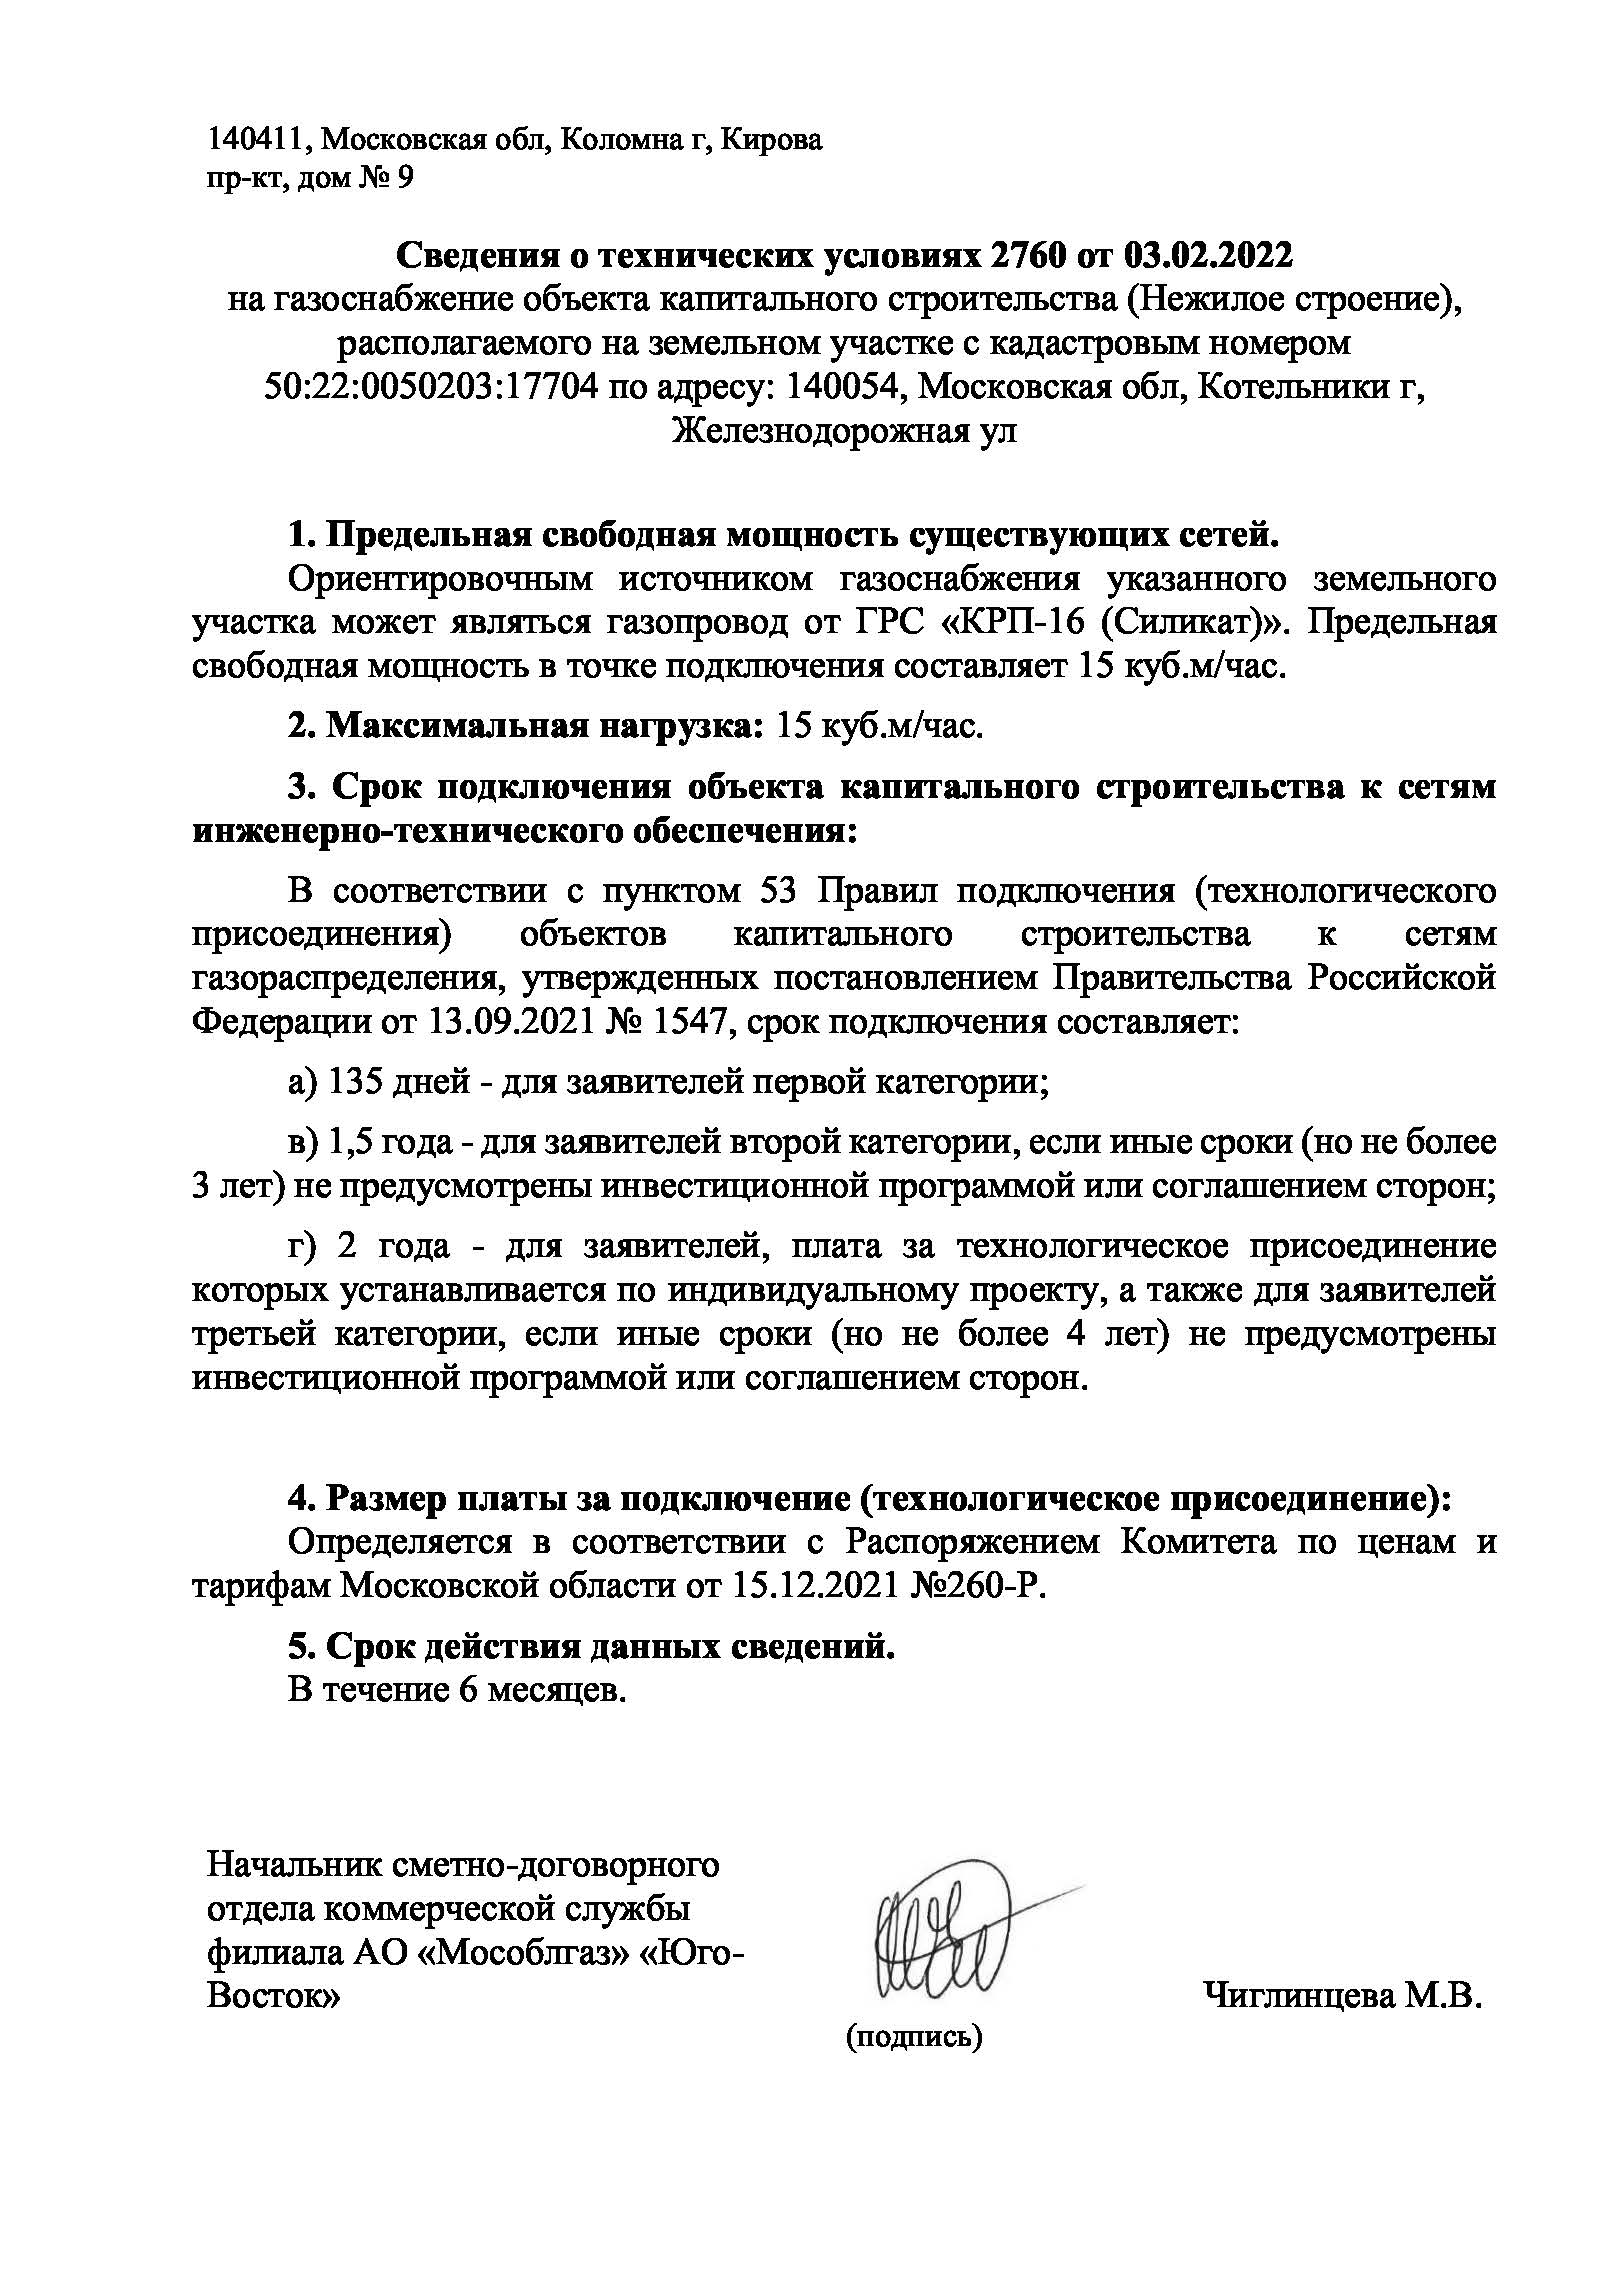 140411, Московская обл, Коломна г, Кирова
пр-кт, дом № 9
Сведения о технических условиях 2760 от 03.02.2022
на газоснабжение объекта капитального строительства (Нежилое строение),
располагаемого на земельном участке с кадастровым номером
50:22:0050203:17704 по адресу: 140054, Московская обл, Котельники г,
Железнодорожная ул
1. Предельная свободная мощность существующих сетей.
Ориентировочным источником газоснабжения указанного земельного
участка может являться газопровод от ГРС «КРП-16 (Силикат)». Предельная
свободная мощность в точке подключения составляет 15 куб.м/час.
2. Максимальная нагрузка: 15 куб.м/час.
3. Срок подключения объекта капитального строительства к сетям
инженерно-технического обеспечения:
В соответствии с пунктом 53 Правил подключения (технологического
присоединения) объектов капитального строительства к сетям
газораспределения, утвержденных постановлением Правительства Российской
Федерации от 13.09.2021 № 1547, срок подключения составляет:
а) 135 дней - для заявителей первой категории;
в) 1,5 года - для заявителей второй категории, если иные сроки (но не более
3 лет) не предусмотрены инвестиционной программой или соглашением сторон;
г) 2 года - для заявителей, плата за технологическое присоединение
которых устанавливается по индивидуальному проекту, а также для заявителей
третьей категории, если иные сроки (но не более 4 лет) не предусмотрены
инвестиционной программой или соглашением сторон.
4. Размер платы за подключение (технологическое присоединение):
Определяется в соответствии с Распоряжением Комитета по ценам и
тарифам Московской области от 15.12.2021 №260-Р.
5. Срок действия данных сведений.
В течение 6 месяцев.
Начальник сметно-договорного
отдела коммерческой службы
филиала АО «Мособлгаз» «Юго-
Восток»
Чиглинцева М.В.
(подпись)